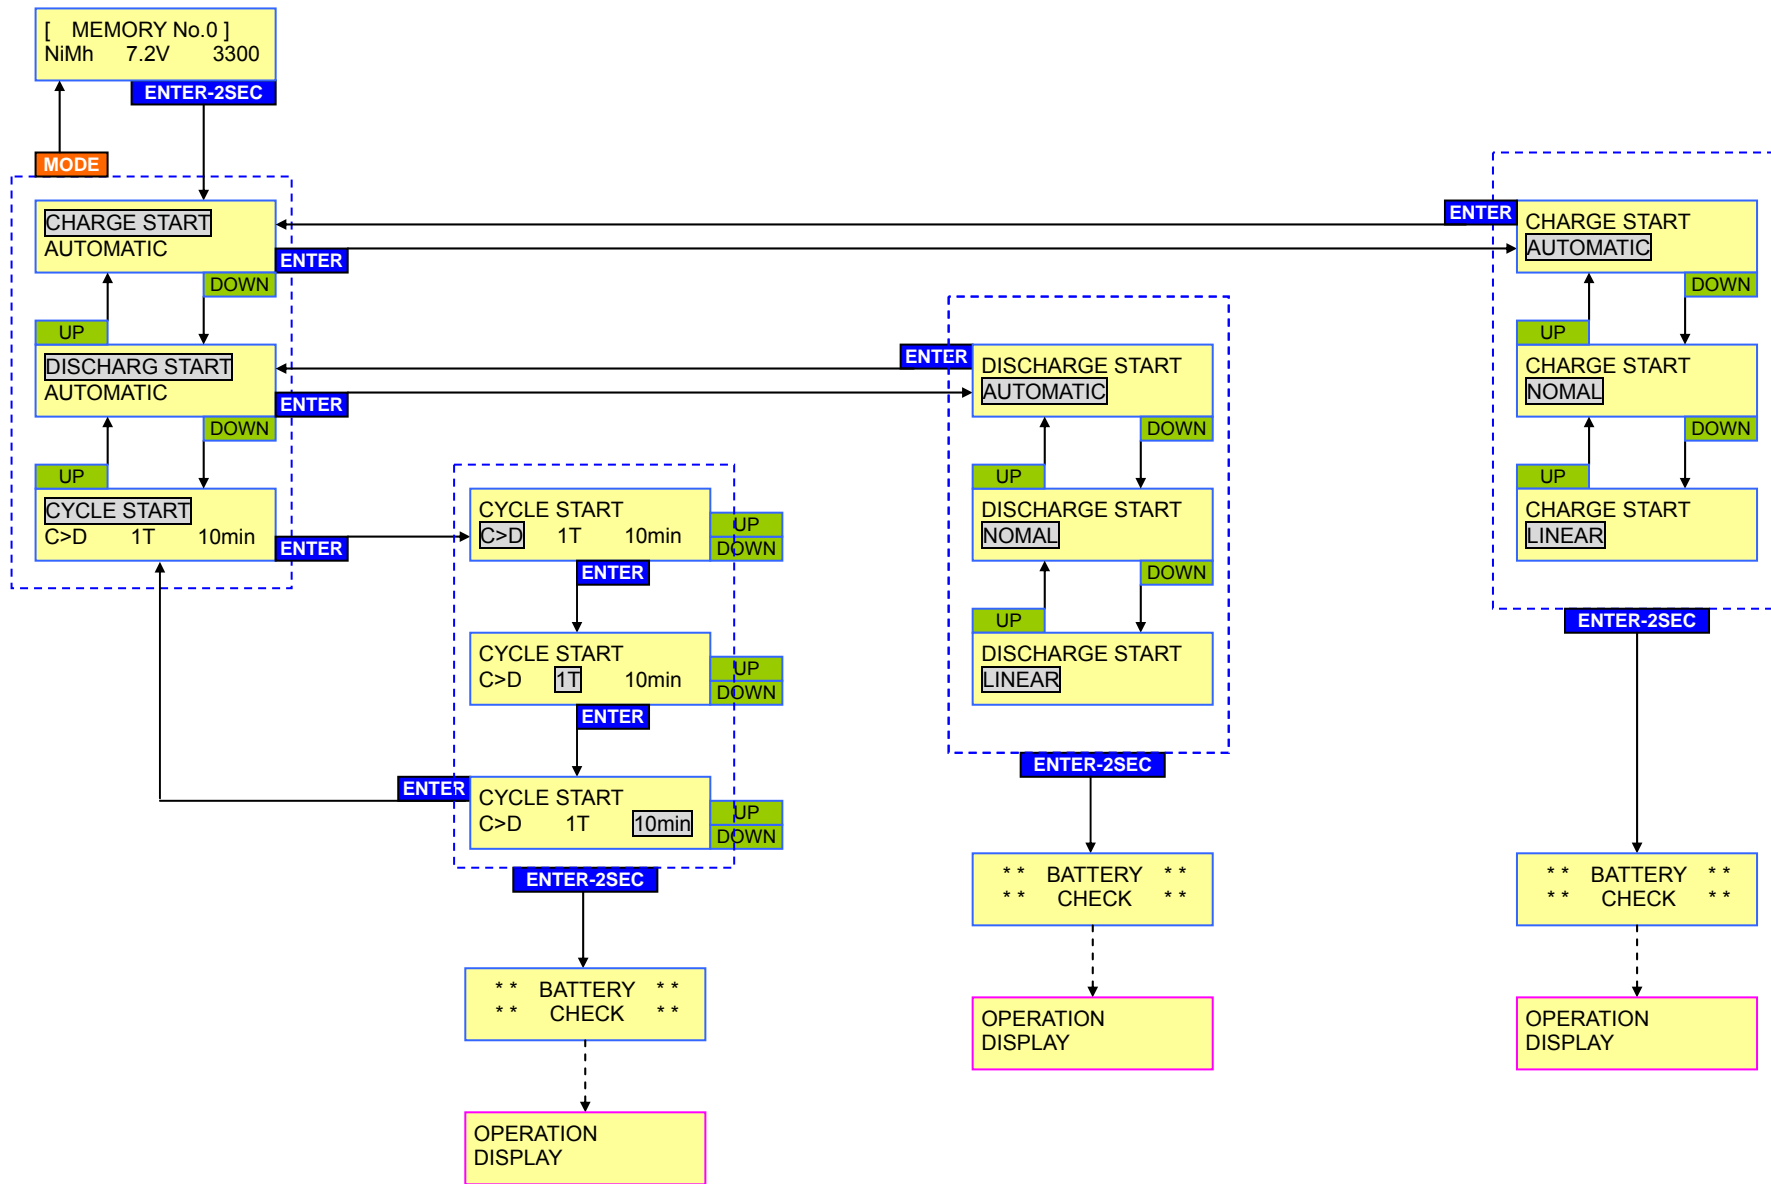 [ MEMORY No.0 ]
NiMh 7.2V 3300
ENTER-2SEC
MODE
CHARGE START
AUTOMATIC
ENTER
DOWN
UP
DISCHARG START
AUTOMATIC
ENTER
DOWN
UP
CYCLE START
C>D 1T 10min
ENTER
CYCLE START
C>D 1T 10min
UP
DOWN
ENTER
CYCLE START
C>D 1T 10min
UP
DOWN
ENTER
ENTER
CYCLE START
C>D 1T 10min
UP
DOWN
ENTER-2SEC
* * BATTERY * *
* * CHECK * *
OPERATION
DISPLAY
ENTER
DISCHARGE START
AUTOMATIC
DOWN
UP
DISCHARGE START
NOMAL
DOWN
UP
DISCHARGE START
LINEAR
ENTER-2SEC
* * BATTERY * *
* * CHECK * *
OPERATION
DISPLAY
ENTER
CHARGE START
AUTOMATIC
DOWN
UP
CHARGE START
NOMAL
DOWN
UP
CHARGE START
LINEAR
ENTER-2SEC
* * BATTERY * *
* * CHECK * *
OPERATION
DISPLAY